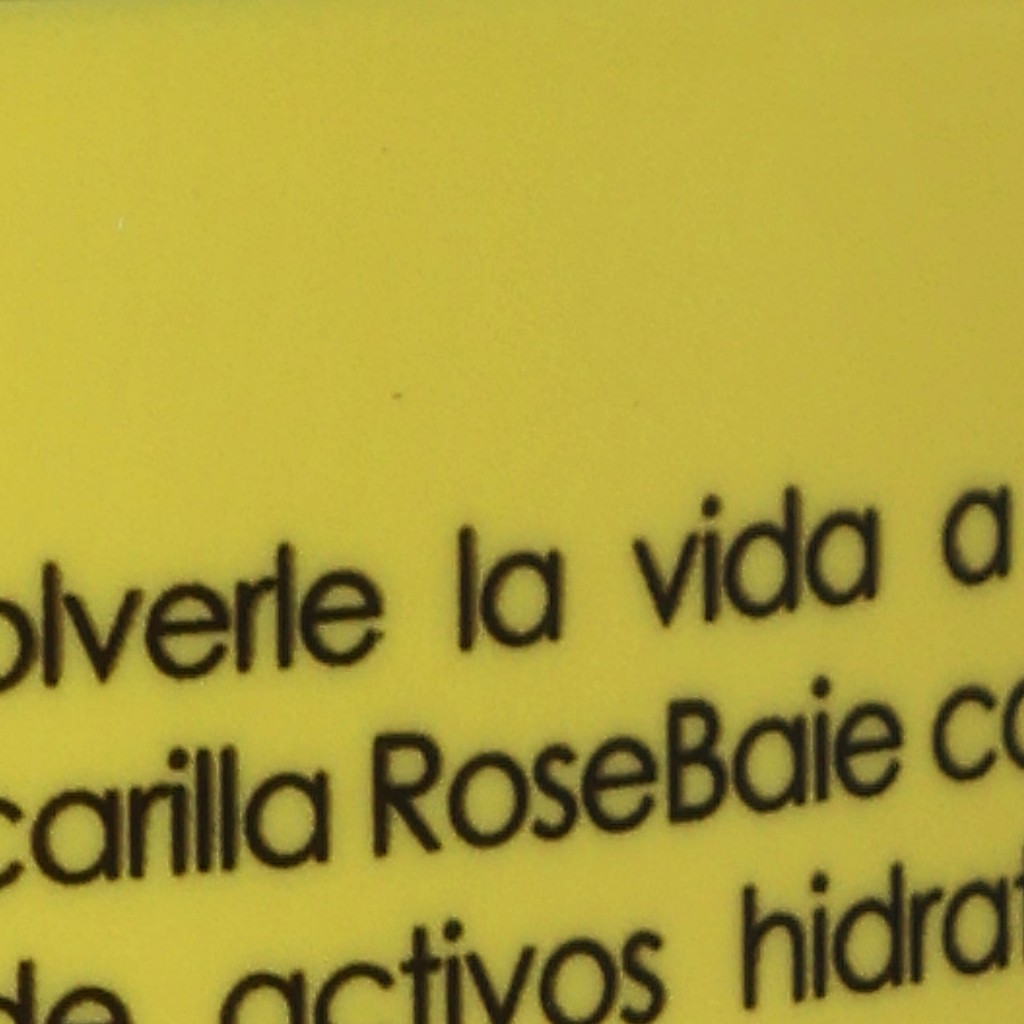 olverle la vida a
carilla RoseBaie co
de activos hidrat